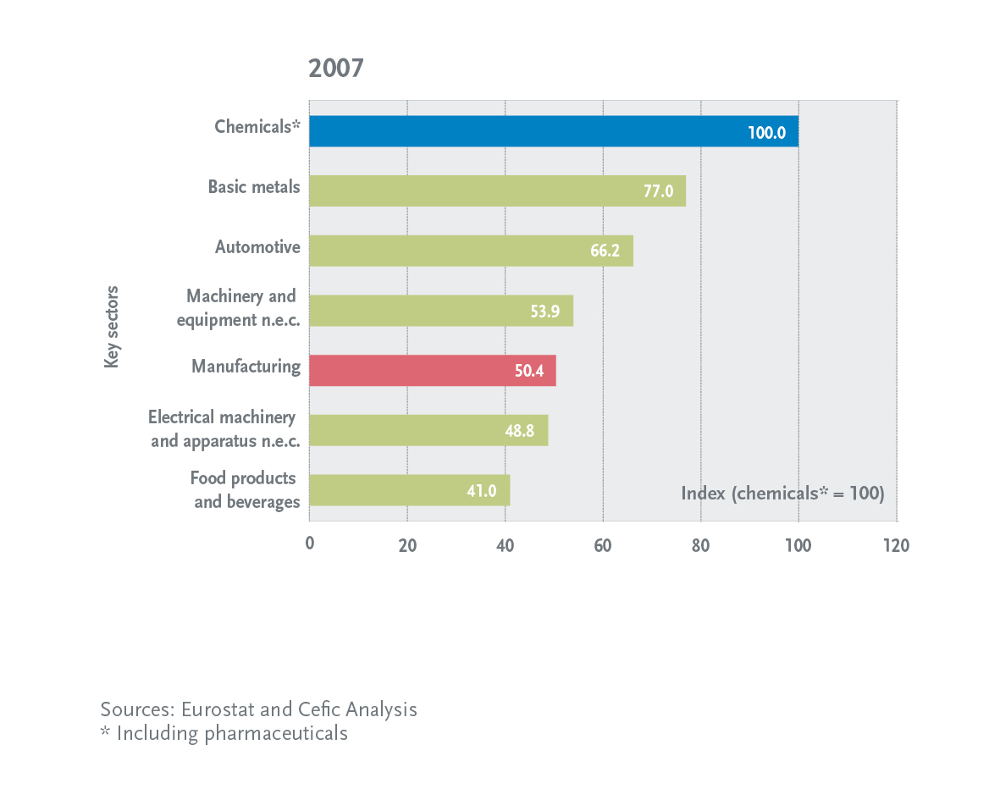 2007
Chemicals*
100.0
Basic metals
77.0
Automotive
66.2
Machinery and
equipment n.e.c.
53.9
Key sectors
Manufacturing
50.4
Electrical machinery
and apparatus n.e.c.
48.8
Food products
and beverages
41.0
Index (chemicals* = 100)
0 20 40 60 80 100 120
Sources: Eurostat and Cefic Analysis
* Including pharmaceuticals